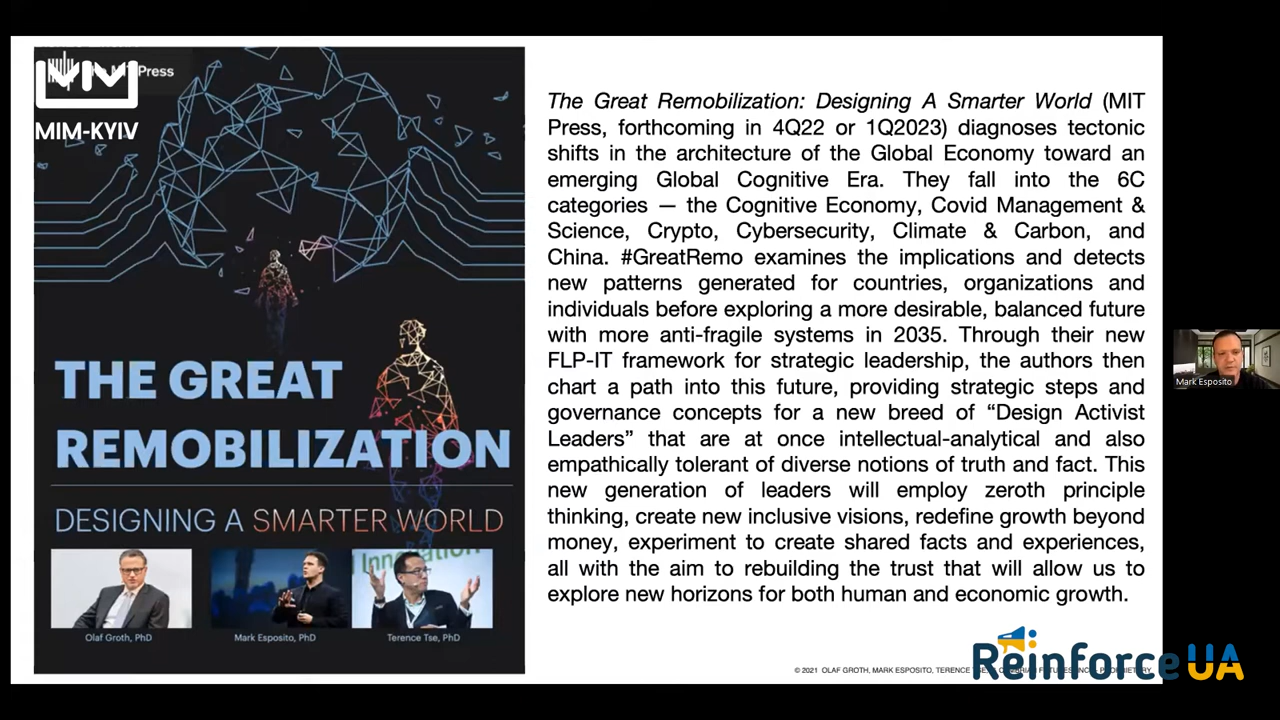 Press
MIM-KYIV
THE GREAT
REMOBILIZATION
DESIGNING A SMARTER WORLD
Innovation
Olaf Groth, PhD
Mark Esposito, PhD
Terence Tse, PhD
The Great Remobilization: Designing A Smarter World (MIT
Press, forthcoming in 4Q22 or 1Q2023) diagnoses tectonic
shifts in the architecture of the Global Economy toward an
emerging Global Cognitive Era. They fall into the 6C
categories — the Cognitive Economy, Covid Management &
Science, Crypto, Cybersecurity, Climate & Carbon, and
China. #GreatRemo examines the implications and detects
new patterns generated for countries, organizations and
individuals before exploring a more desirable, balanced future
with more anti-fragile systems in 2035. Through their new
FLP-IT framework for strategic leadership, the authors then
chart a path into this future, providing strategic steps and
governance concepts for a new breed of “Design Activist
Leaders” that are at once intellectual-analytical and also
empathically tolerant of diverse notions of truth and fact. This
new generation of leaders will employ zeroth principle
thinking, create new inclusive visions, redefine growth beyond
money, experiment to create shared facts and experiences,
all with the aim to rebuilding the trust that will allow us to
explore new horizons for both human and economic growth.
Mark Esposito
© 2021 OLAF GROTH, MARK ESPOSITO, TERENCE
ReinforceUA